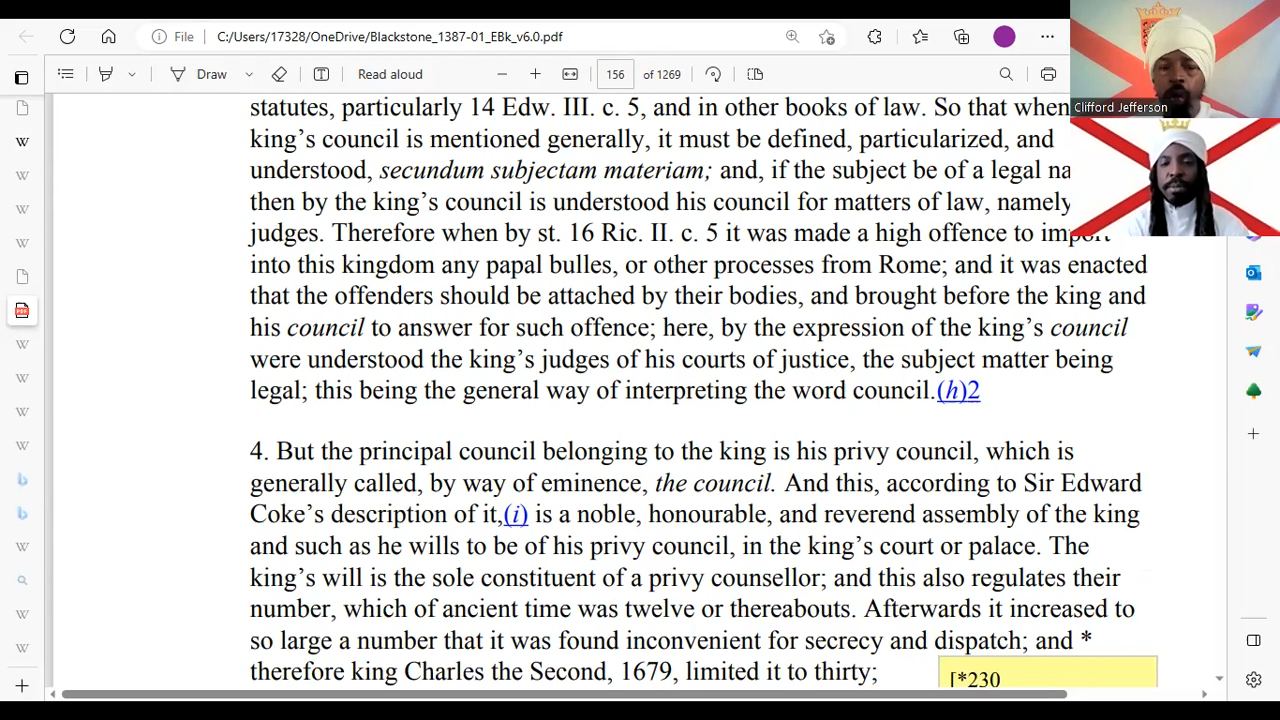 File
C:/Users/17328/OneDrive/Blackstone_1387-01_EBk_v6.0.pdf
Draw
Read aloud
156
of 1269
Clifford Jefferson
statutes, particularly 14 Edw. III. c. 5, and in other books of law. So that when
king's council is mentioned generally, it must be defined, particularized, and
understood, secundum subjectam materiam; and, if the subject be of a legal na
then by the king's council is understood his council for matters of law, namely
judges. Therefore when by st. 16 Ric. II. c. 5 it was made a high offence to import
into this kingdom any papal bulles, or other processes from Rome; and it was enacted
that the offenders should be attached by their bodies, and brought before the king and
his council to answer for such offence; here, by the expression of the king's council
were understood the king's judges of his courts of justice, the subject matter being
legal; this being the general way of interpreting the word council.(h)2
4. But the principal council belonging to the king is his privy council, which is
generally called, by way of eminence, the council. And this, according to Sir Edward
Coke's description of it,(i) is a noble, honourable, and reverend assembly of the king
and such as he wills to be of his privy council, in the king's court or palace. The
king's will is the sole constituent of a privy counsellor; and this also regulates their
number, which of ancient time was twelve or thereabouts. Afterwards it increased to
so large a number that it was found inconvenient for secrecy and dispatch; and *
therefore king Charles the Second, 1679, limited it to thirty;
[*230